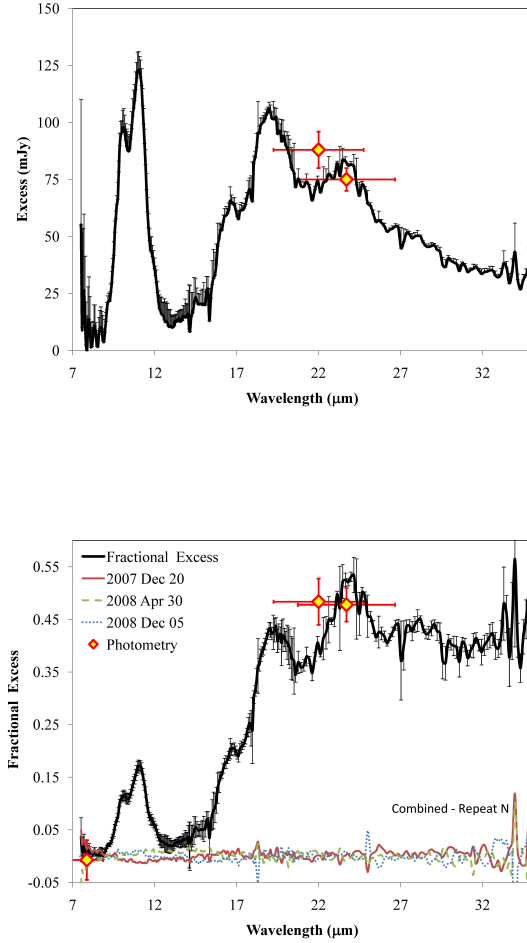 150
125
100
75
50
25
0
Excess (mJy)
7 12 17 22 27 32
Wavelength (μm)
0.55
0.45
0.35
0.25
0.15
0.05
-0.05
Fractional Excess
Fractional Excess
2007 Dec 20
2008 Apr 30
2008 Dec 05
Photometry
Combined - Repeat N
7 12 17 22 27 32
Wavelength (μm)